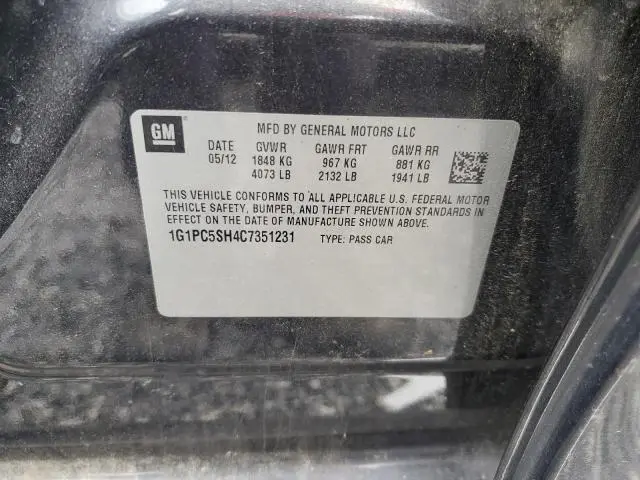 GM
MFD BY GENERAL MOTORS LLC
DATE GVWR GAWR FRT GAWR RR
05/12 1848 KG 967 KG 881 KG
4073 LB 2132 LB 1941 LB
THIS VEHICLE CONFORMS TO ALL APPLICABLE U.S. FEDERAL MOTOR
VEHICLE SAFETY, BUMPER, AND THEFT PREVENTION STANDARDS IN
EFFECT ON THE DATE OF MANUFACTURE SHOWN ABOVE.
1G1PC5SH4C7351231 TYPE: PASS CAR